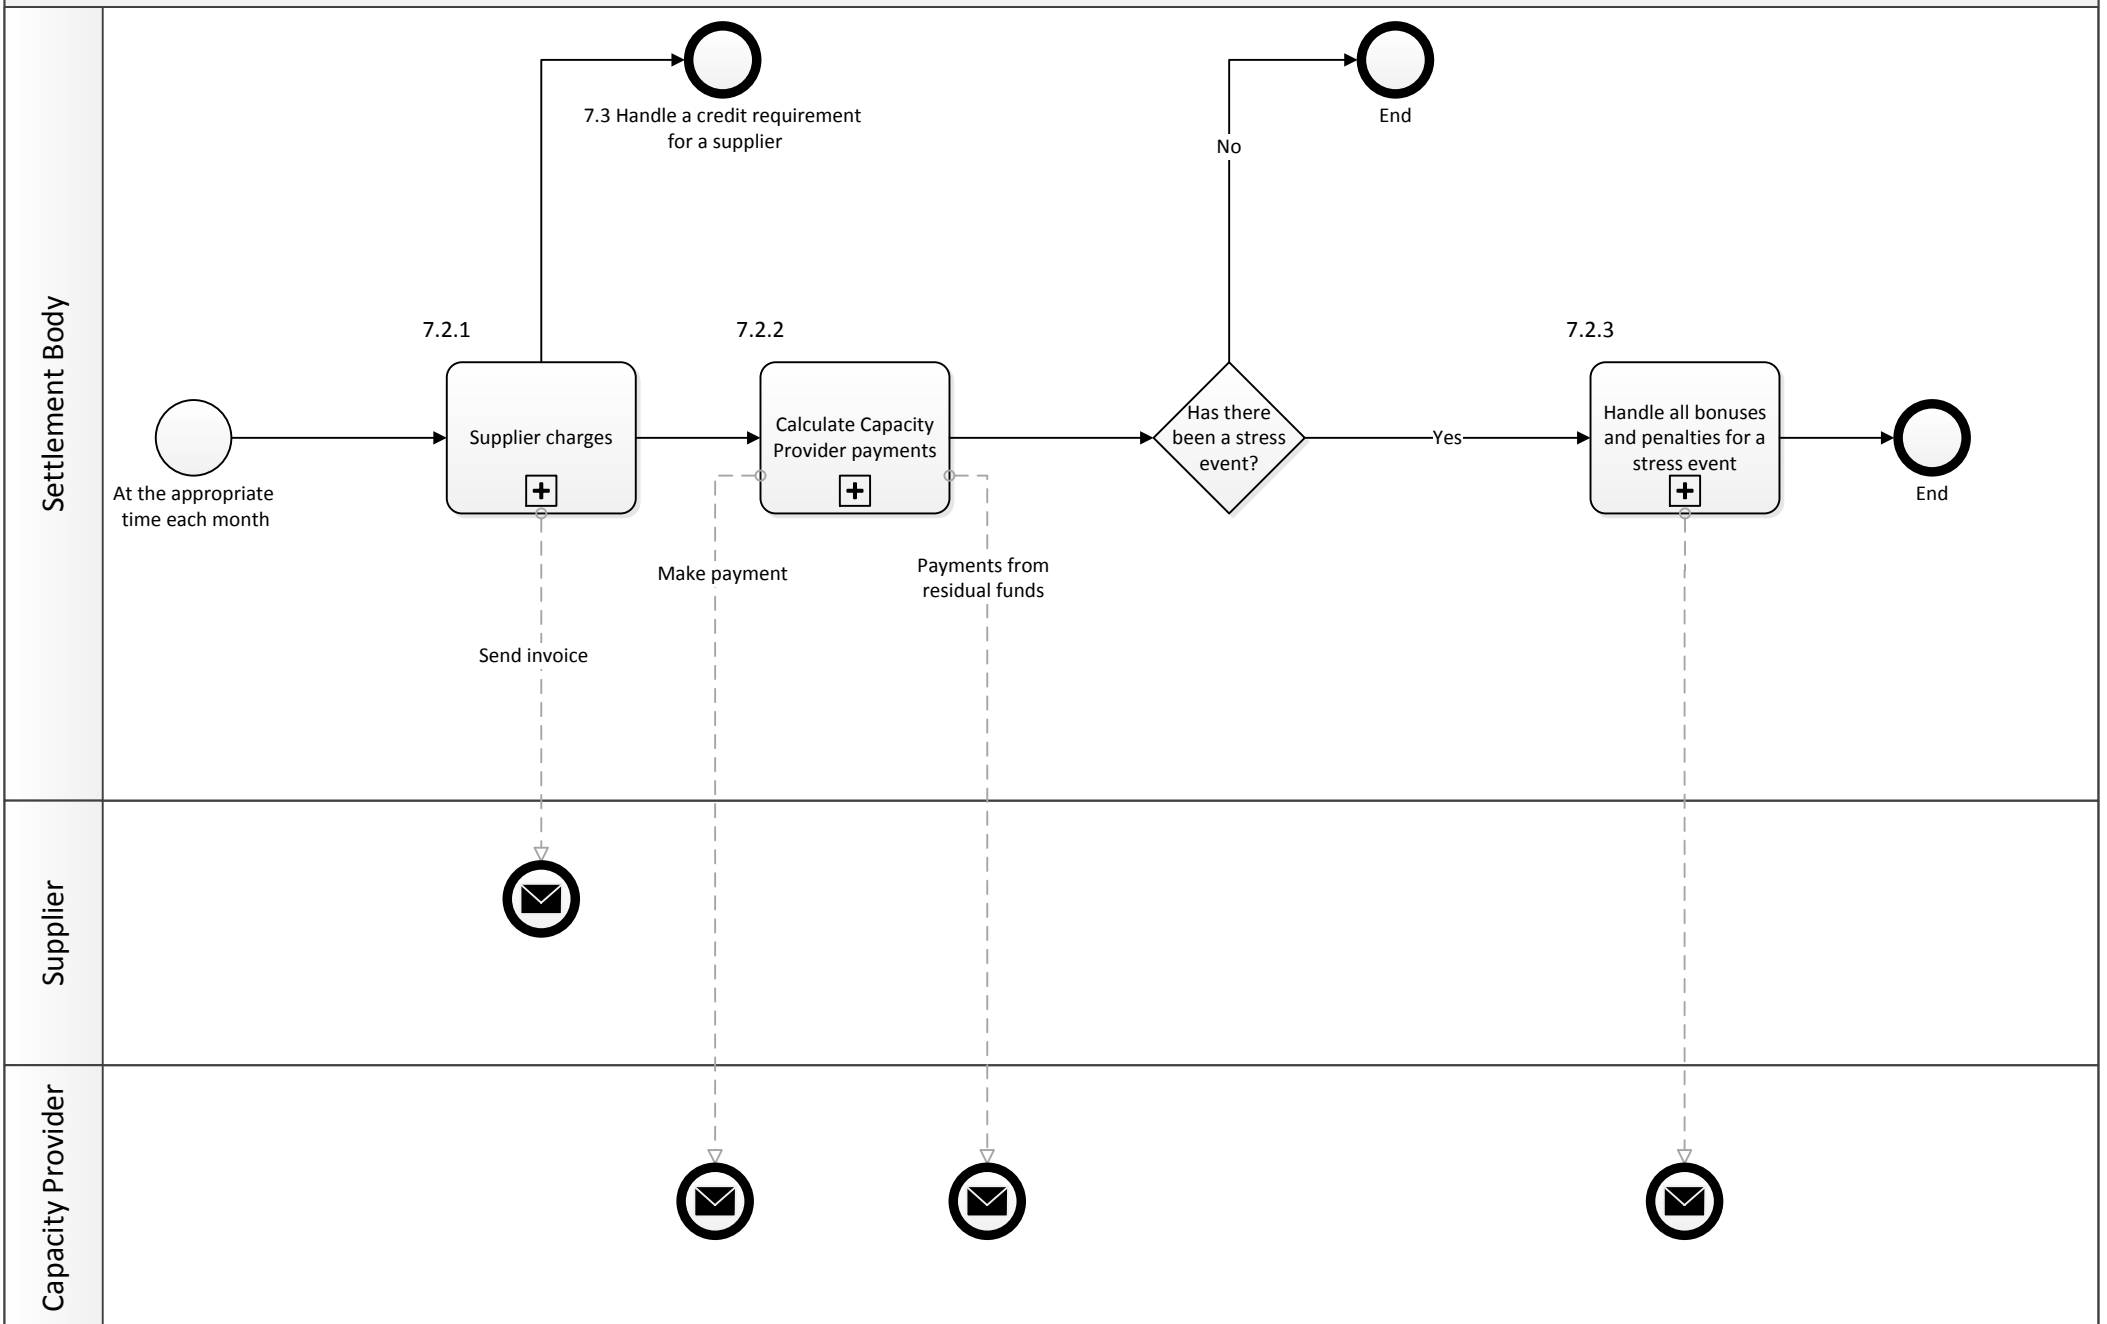 Settlement Body
7.3 Handle a credit requirement
for a supplier
End
No
7.2.1
7.2.2
7.2.3
At the appropriate
time each month
Supplier charges
Calculate Capacity
Provider payments
Has there
been a stress
event?
Yes
Handle all bonuses
and penalties for a
stress event
End
Make payment
Payments from
residual funds
Send invoice
Supplier
Capacity Provider